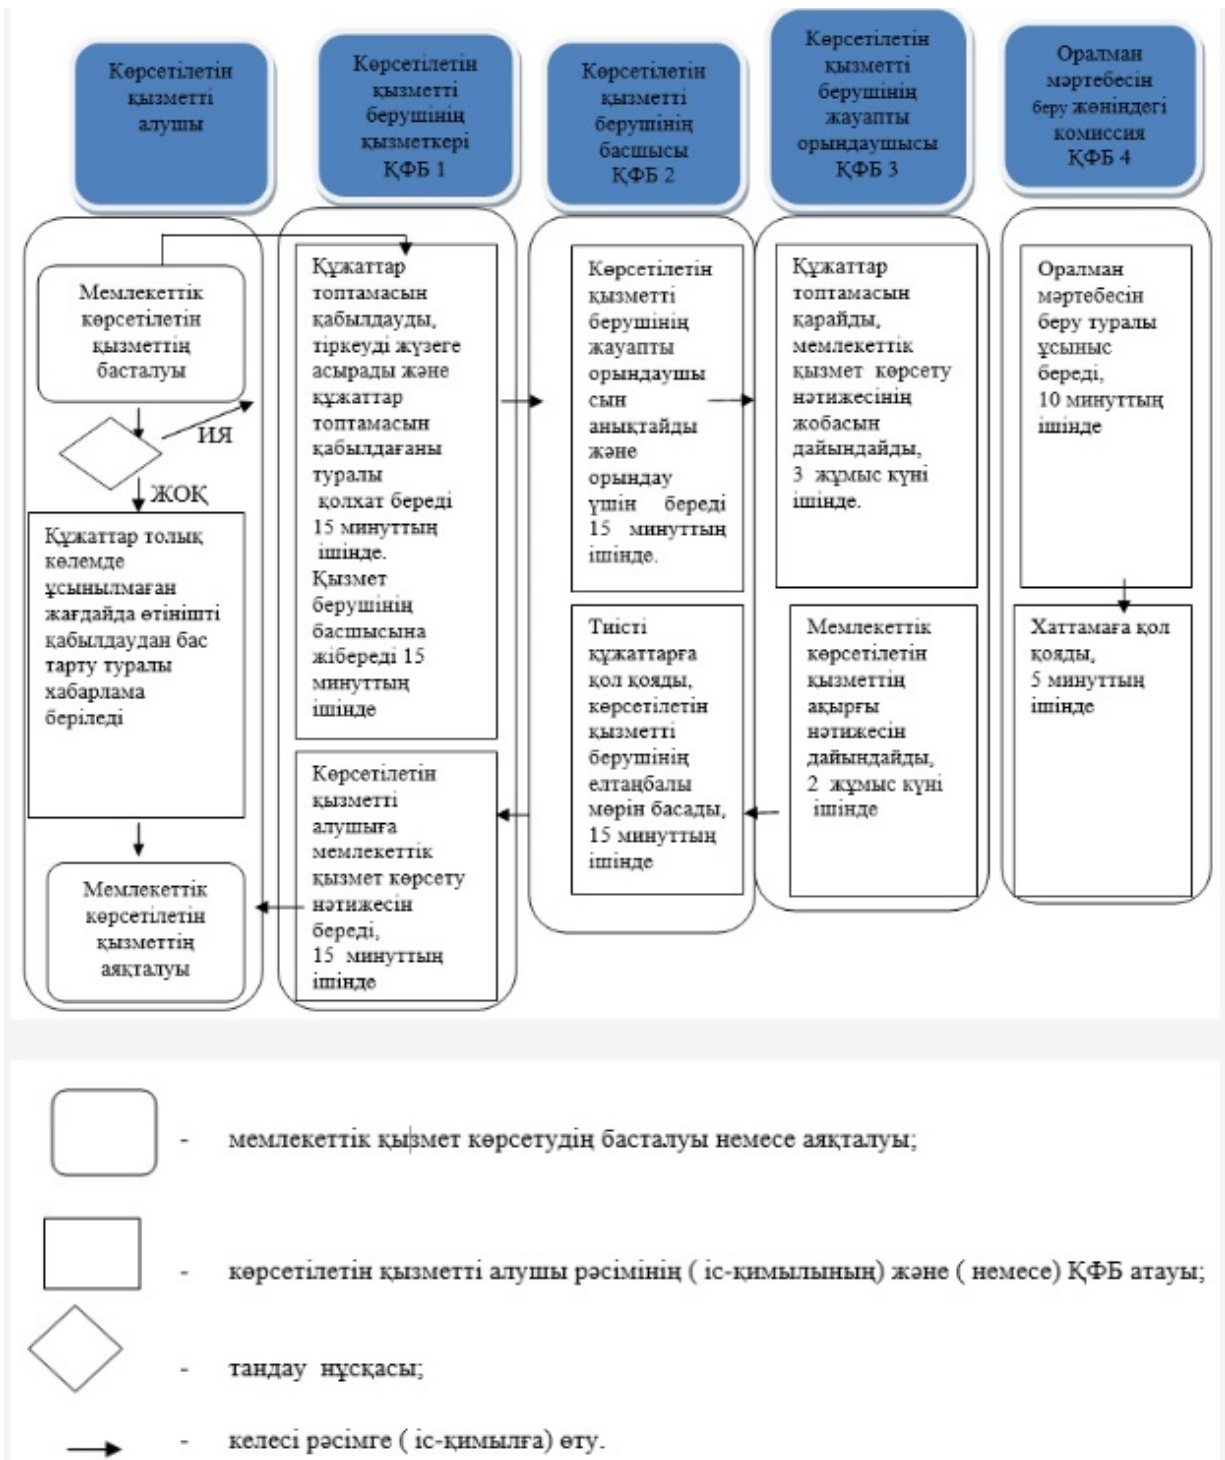 Көрсетілетін
қызметті
алушы
Көрсетілетін
қызметті
берушінің
қызметкері
ҚФБ 1
Көрсетілетін
қызметті
берушінің
басшысы
ҚФБ 2
Көрсетілетін
қызметті
берушінің
жауапты
орындаушысы
ҚФБ 3
Оралман
мәртебесін
беру жөніндегі
комиссия
ҚФБ 4
Мемлекеттік
көрсетілетін
қызметтің
басталуы
ИЯ
ЖОҚ
Құжаттар толық
көлемде
ұсынылмаған
жағдайда өтінішті
қабылдаудан бас
тарту туралы
хабарлама
беріледі
Мемлекеттік
көрсетілетін
қызметтің
аяқталуы
Құжаттар
топтамасын
қабылдауды,
тіркеуді жүзеге
асырады және
құжаттар
топтамасын
қабылдағаны
туралы
қолхат береді
15 минуттың
ішінде.
Қызмет
берушінің
басшысына
жібереді 15
минуттың
ішінде
Көрсетілетін
қызметті
алушыға
мемлекеттік
қызмет көрсету
нәтижесін
береді,
15 минуттың
ішінде
Көрсетілетін
қызметті
берушінің
жауапты
орындаушы
сын
анықтайды
және
орындау
үшін береді
15 минуттың
ішінде.
Тиісті
құжаттарға
қол қояды,
көрсетілетін
қызметті
берушінің
елтаңбалы
мөрін басады,
15 минуттың
ішінде
Құжаттар
топтамасын
қарайды,
мемлекеттік
қызмет көрсету
нәтижесінің
жобасын
дайындайды,
3 жұмыс күні
ішінде.
Мемлекеттік
көрсетілетін
қызметтің
ақырғы
нәтижесін
дайындайды,
2 жұмыс күні
ішінде
Оралман
мәртебесін
беру туралы
ұсыныс
береді,
10 минуттың
ішінде
Хаттамаға қол
қояды,
5 минуттың
ішінде
- мемлекеттік қызмет көрсетудің басталуы немесе аяқталуы;
- көрсетілетін қызметті алушы рәсімінің ( іс-қимылының) және ( немесе) ҚФБ атауы;
- тандау нұсқасы;
- келесі рәсімге ( іс-қимылға) өту.